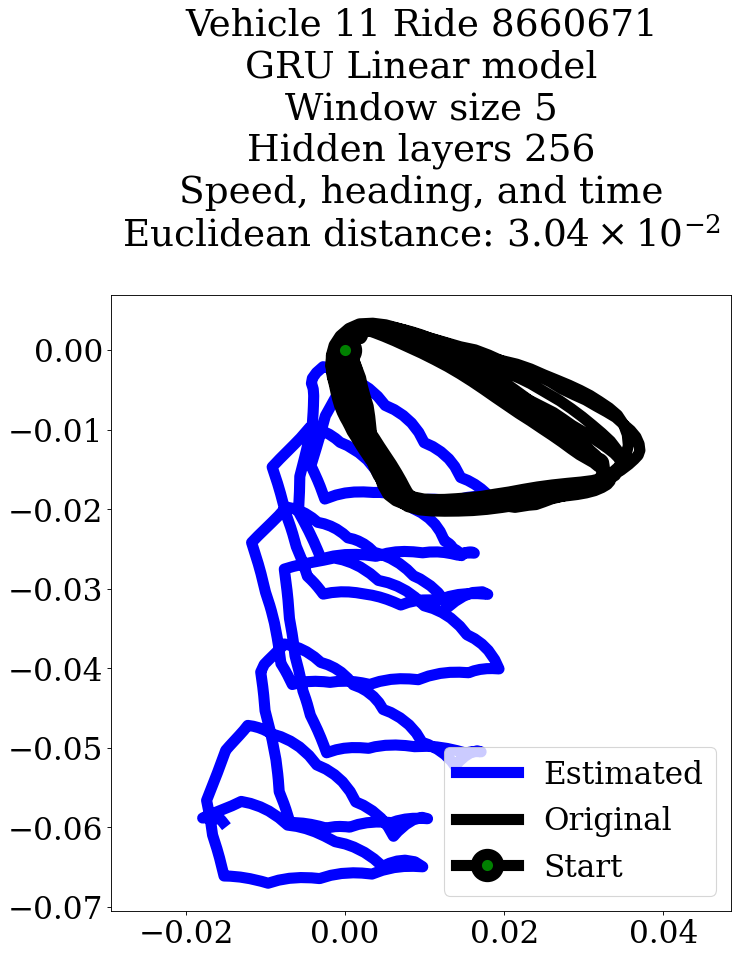 Vehicle 11 Ride 8660671
GRU Linear model
Window size 5
Hidden layers 256
Speed, heading, and time
Euclidean distance: 3.04 × 10⁻²
0.00
−0.01
−0.02
−0.03
−0.04
−0.05
−0.06
−0.07
Estimated
Original
Start
−0.02 0.00 0.02 0.04